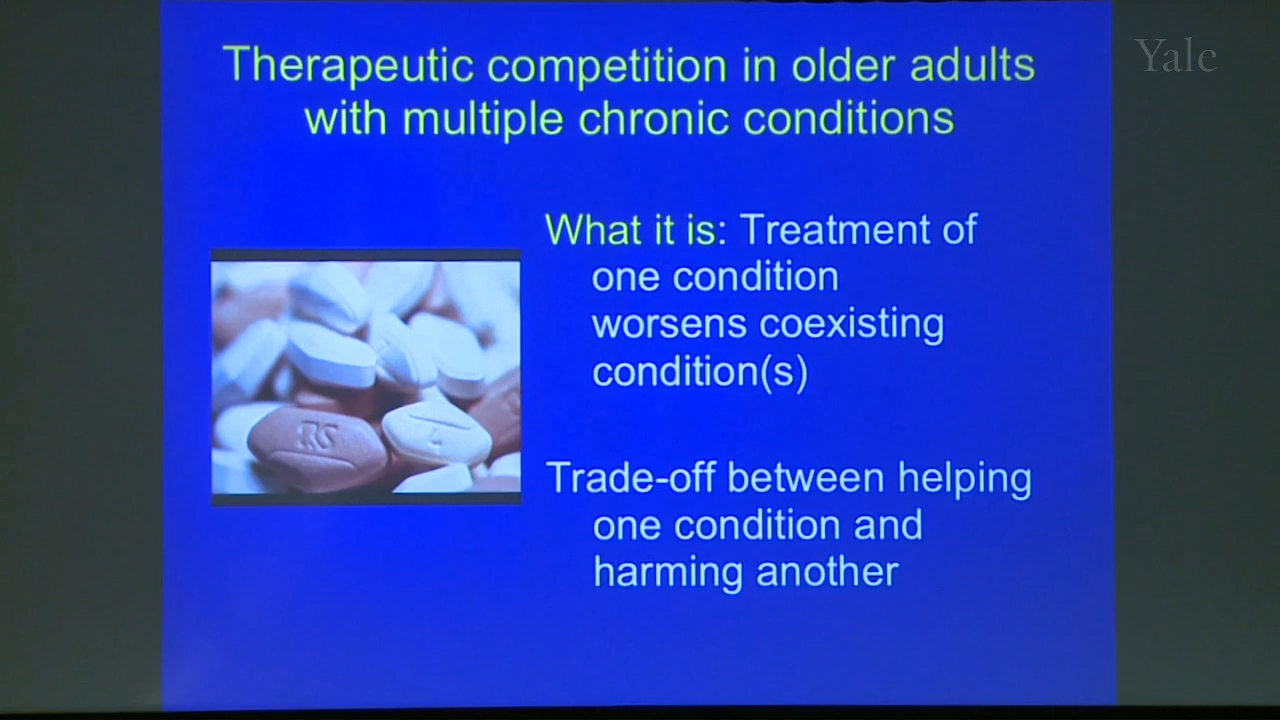 Therapeutic competition in older adults
with multiple chronic conditions
Yale
What it is: Treatment of
one condition
worsens coexisting
condition(s)
Trade-off between helping
one condition and
harming another